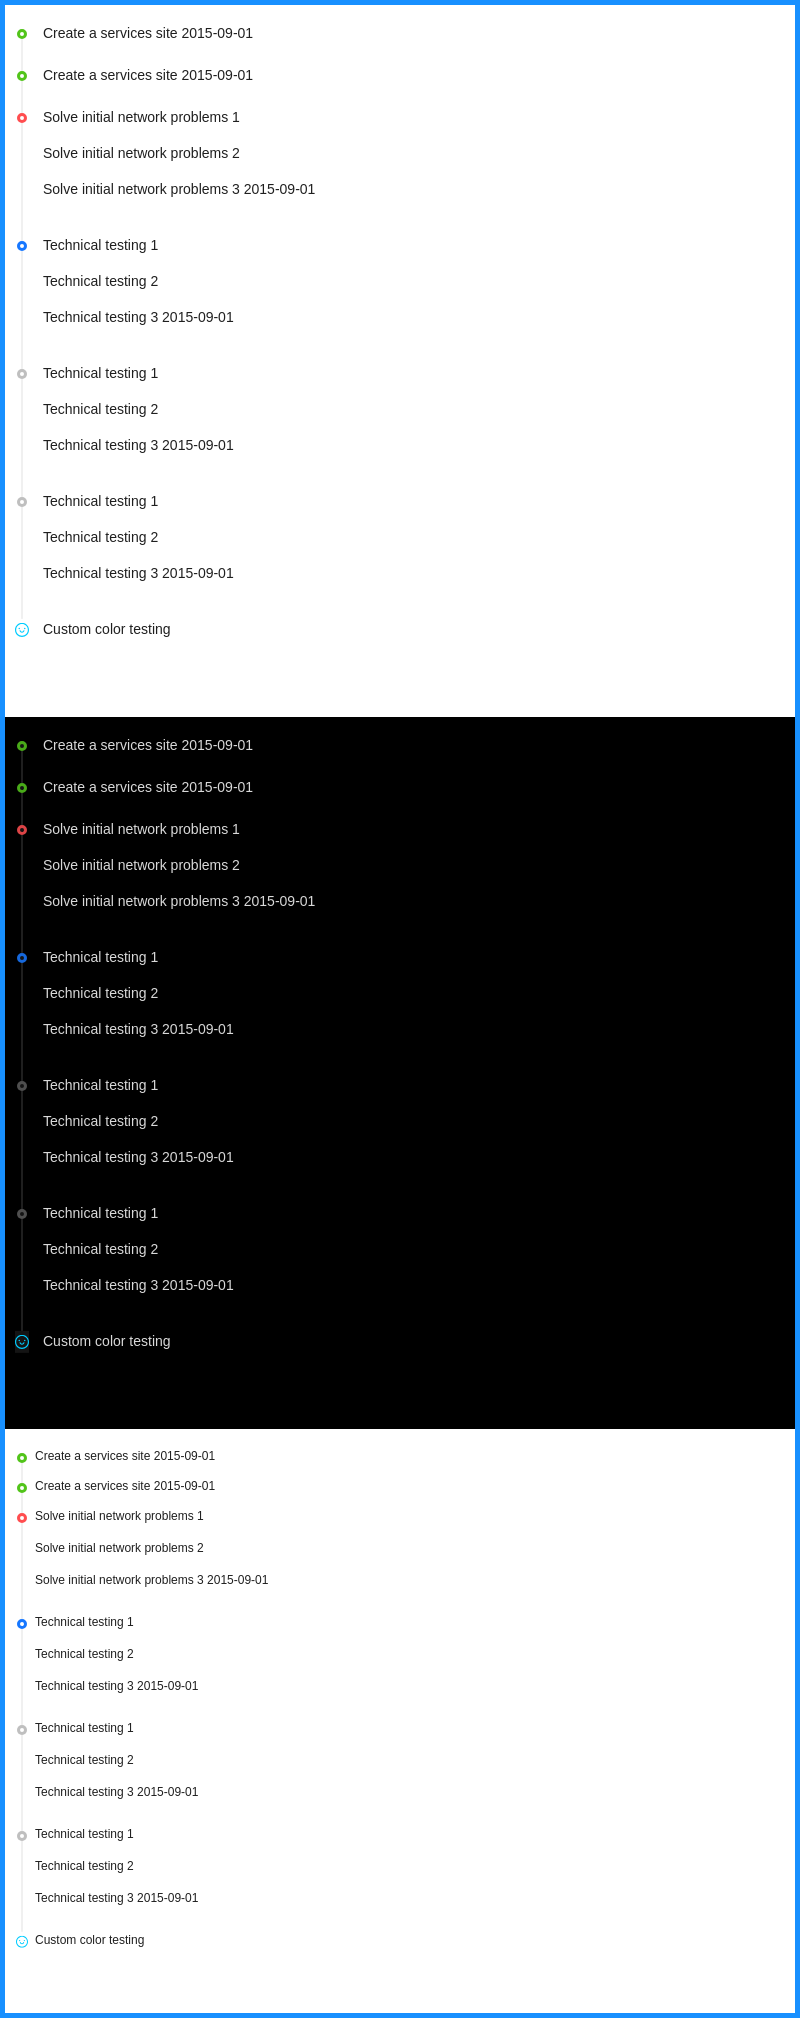 Create a services site 2015-09-01
Create a services site 2015-09-01
Solve initial network problems 1
Solve initial network problems 2
Solve initial network problems 3 2015-09-01
Technical testing 1
Technical testing 2
Technical testing 3 2015-09-01
Technical testing 1
Technical testing 2
Technical testing 3 2015-09-01
Technical testing 1
Technical testing 2
Technical testing 3 2015-09-01
Custom color testing
Create a services site 2015-09-01
Create a services site 2015-09-01
Solve initial network problems 1
Solve initial network problems 2
Solve initial network problems 3 2015-09-01
Technical testing 1
Technical testing 2
Technical testing 3 2015-09-01
Technical testing 1
Technical testing 2
Technical testing 3 2015-09-01
Technical testing 1
Technical testing 2
Technical testing 3 2015-09-01
Custom color testing
Create a services site 2015-09-01
Create a services site 2015-09-01
Solve initial network problems 1
Solve initial network problems 2
Solve initial network problems 3 2015-09-01
Technical testing 1
Technical testing 2
Technical testing 3 2015-09-01
Technical testing 1
Technical testing 2
Technical testing 3 2015-09-01
Technical testing 1
Technical testing 2
Technical testing 3 2015-09-01
Custom color testing